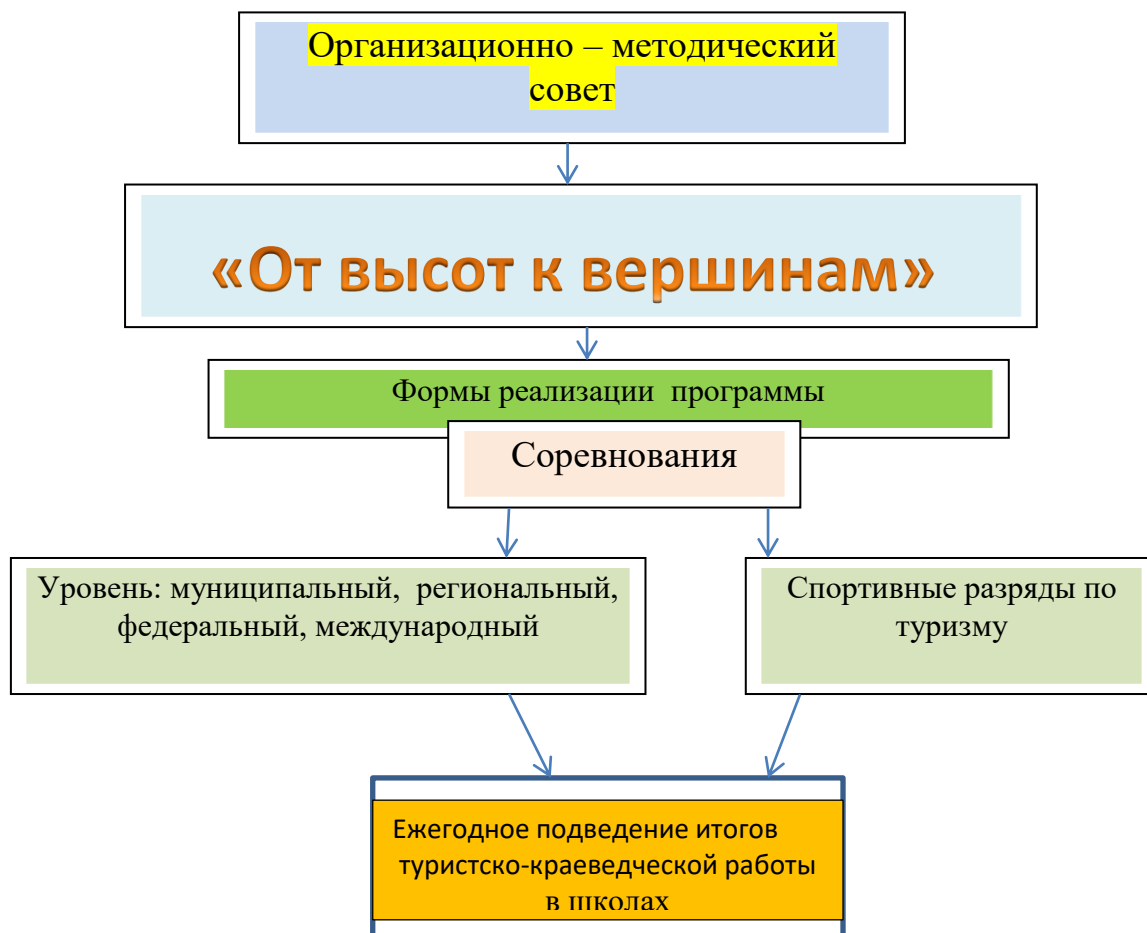 Организационно – методический
совет
«От высот к вершинам»
Формы реализации программы
Соревнования
Уровень: муниципальный, региональный,
федеральный, международный
Спортивные разряды по
туризму
Ежегодное подведение итогов
туристско-краеведческой работы
в школах